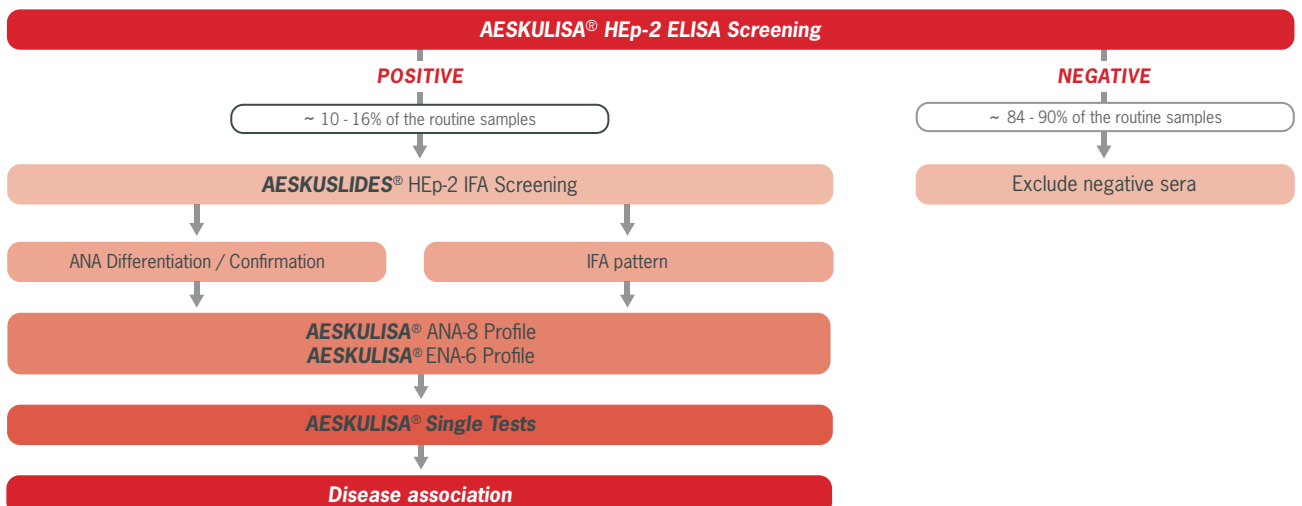 AESKULISA® HEp-2 ELISA Screening
POSITIVE
NEGATIVE
~ 10 - 16% of the routine samples
~ 84 - 90% of the routine samples
AESKUSLIDES® HEp-2 IFA Screening
Exclude negative sera
ANA Differentiation / Confirmation
IFA pattern
AESKULISA® ANA-8 Profile
AESKULISA® ENA-6 Profile
AESKULISA® Single Tests
Disease association